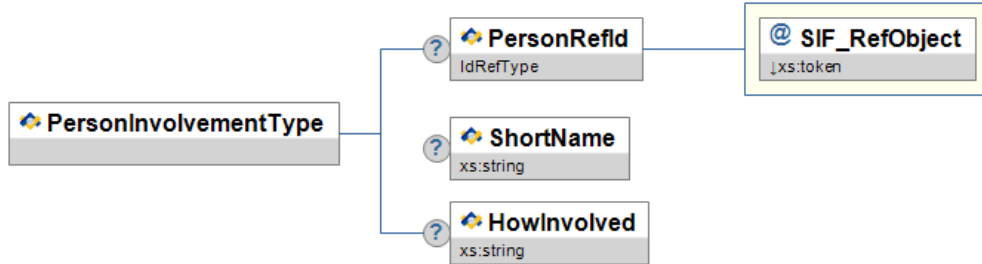 PersonInvolvementType
? PersonRefId
IdRefType
@ SIF_RefObject
↓xs:token
? ShortName
xs:string
? HowInvolved
xs:string